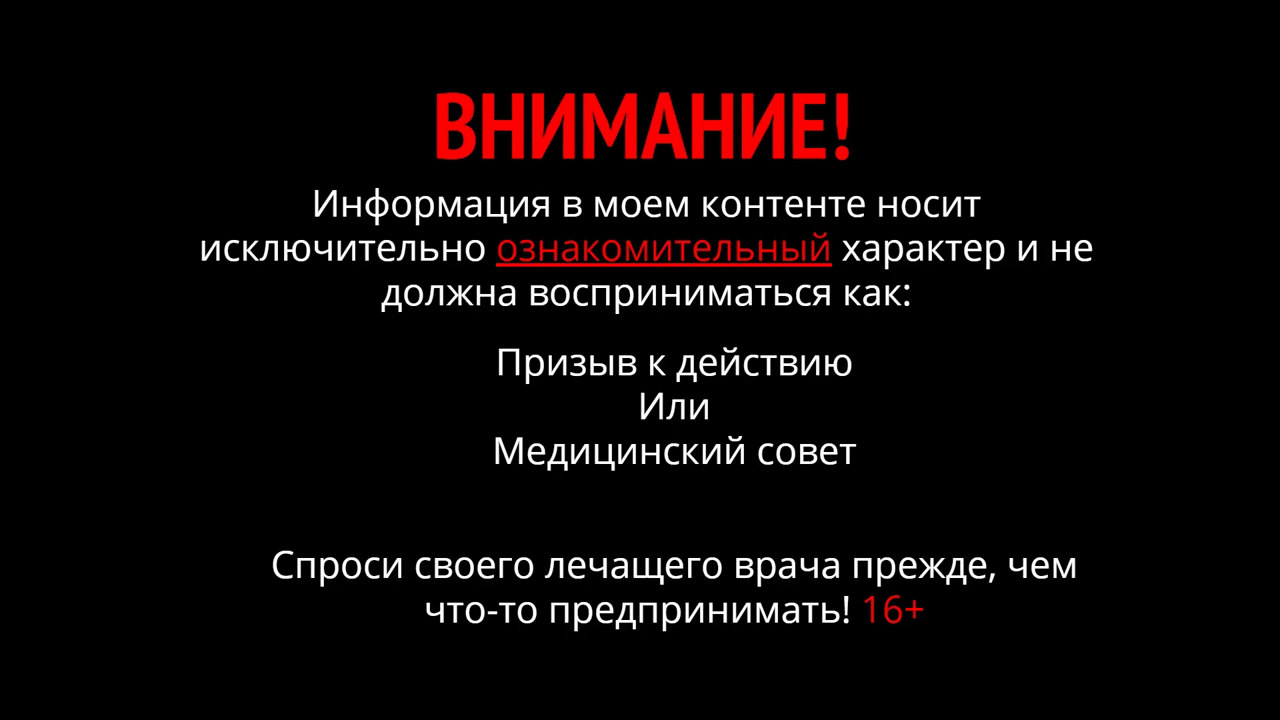 ВНИМАНИЕ!
Информация в моем контенте носит
исключительно ознакомительный характер и не
должна восприниматься как:
Призыв к действию
Или
Медицинский совет
Спроси своего лечащего врача прежде, чем
что-то предпринимать! 16+